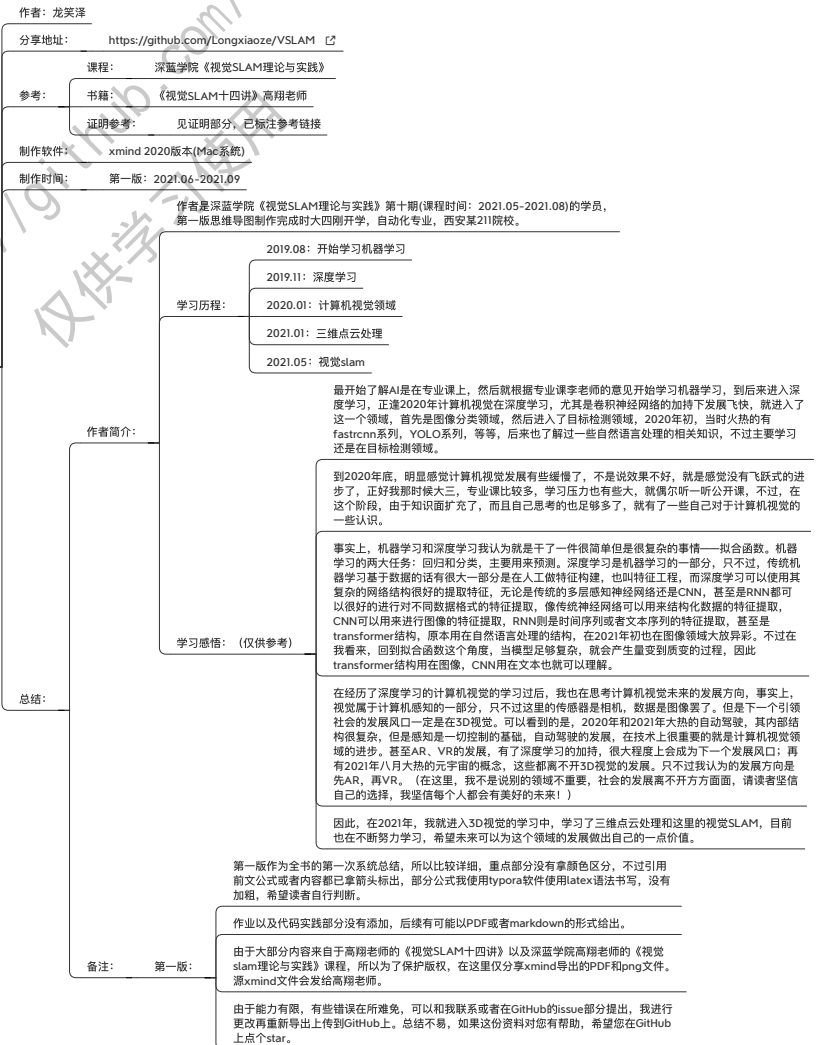 作者：龙笑泽
分享地址：
https://github.com/Longxiaoze/VSLAM
参考：
课程：
深蓝学院《视觉SLAM理论与实践》
书籍：
《视觉SLAM十四讲》高翔老师
证明参考：
见证明部分，已标注参考链接
制作软件：
xmind 2020版本(Mac系统)
制作时间：
第一版：2021.06-2021.09
总结：
作者简介：
作者是深蓝学院《视觉SLAM理论与实践》第十期(课程时间：2021.05-2021.08)的学员，
第一版思维导图制作完成时大四刚开学，自动化专业，西安某211院校。
学习历程：
2019.08：开始学习机器学习
2019.11：深度学习
2020.01：计算机视觉领域
2021.01：三维点云处理
2021.05：视觉slam
学习感悟：（仅供参考）
最开始了解AI是在专业课上，然后就根据专业课李老师的意见开始学习机器学习，到后来进入深
度学习，正逢2020年计算机视觉在深度学习，尤其是卷积神经网络的加持下发展飞快，就进入了
这一个领域，首先是图像分类领域，然后进入了目标检测领域，2020年初，当时火热的有
fastrcnn系列，YOLO系列，等等，后来也了解过一些自然语言处理的相关知识，不过主要学习
还是在目标检测领域。
到2020年底，明显感觉计算机视觉发展有些缓慢了，不是说效果不好，就是感觉没有飞跃式的进
步了，正好我那时候大三，专业课比较多，学习压力也有些大，就偶尔听一听公开课，不过，在
这个阶段，由于知识面扩充了，而且自己思考的也足够多了，就有了一些自己对于计算机视觉的
一些认识。
事实上，机器学习和深度学习我认为就是干了一件很简单但是很复杂的事情——拟合函数。机器
学习的两大任务：回归和分类，主要用来预测。深度学习是机器学习的一部分，只不过，传统机
器学习基于数据的话有很大一部分是在人工做特征构建，也叫特征工程，而深度学习可以使用其
复杂的网络结构很好的提取特征，无论是传统的多层感知神经网络还是CNN，甚至是RNN都可
以很好的进行对不同数据格式的特征提取，像传统神经网络可以用来结构化数据的特征提取，
CNN可以用来进行图像的特征提取，RNN则是时间序列或者文本序列的特征提取，甚至是
transformer结构，原本用在自然语言处理的结构，在2021年初也在图像领域大放异彩。不过在
我看来，回到拟合函数这个角度，当模型足够复杂，就会产生量变到质变的过程，因此
transformer结构用在图像，CNN用在文本也就可以理解。
在经历了深度学习的计算机视觉的学习过后，我也在思考计算机视觉未来的发展方向，事实上，
视觉属于计算机感知的一部分，只不过这里的传感器是相机，数据是图像罢了。但是下一个引领
社会的发展风口一定是在3D视觉。可以看到的是，2020年和2021年大热的自动驾驶，其内部结
构很复杂，但是感知是一切控制的基础，自动驾驶的发展，在技术上很重要的就是计算机视觉领
域的进步。甚至AR、VR的发展，有了深度学习的加持，很大程度上会成为下一个发展风口；再
有2021年八月大热的元宇宙的概念，这些都离不开3D视觉的发展。只不过我认为的发展方向是
先AR，再VR。（在这里，我不是说别的领域不重要，社会的发展离不开方方面面，请读者坚信
自己的选择，我坚信每个人都会有美好的未来！）
因此，在2021年，我就进入3D视觉的学习中，学习了三维点云处理和这里的视觉SLAM，目前
也在不断努力学习，希望未来可以为这个领域的发展做出自己的一点价值。
备注：
第一版：
第一版作为全书的第一次系统总结，所以比较详细，重点部分没有拿颜色区分，不过引用
前文公式或者内容都已拿箭头标出，部分公式我使用typora软件使用latex语法书写，没有
加粗，希望读者自行判断。
作业以及代码实践部分没有添加，后续有可能以PDF或者markdown的形式给出。
由于大部分内容来自于高翔老师的《视觉SLAM十四讲》以及深蓝学院高翔老师的《视觉
slam理论与实践》课程，所以为了保护版权，在这里仅分享xmind导出的PDF和png文件。
源xmind文件会发给高翔老师。
由于能力有限，有些错误在所难免，可以和我联系或者在GitHub的issue部分提出，我进行
更改再重新导出上传到GitHub上。总结不易，如果这份资料对您有帮助，希望您在GitHub
上点个star。
//github.com/
仅供学习使用